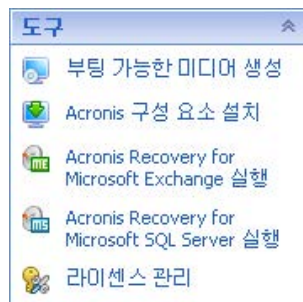 도구
부팅 가능한 미디어 생성
Acronis 구성 요소 설치
Acronis Recovery for
Microsoft Exchange 실행
Acronis Recovery for
Microsoft SQL Server 실행
라이센스 관리